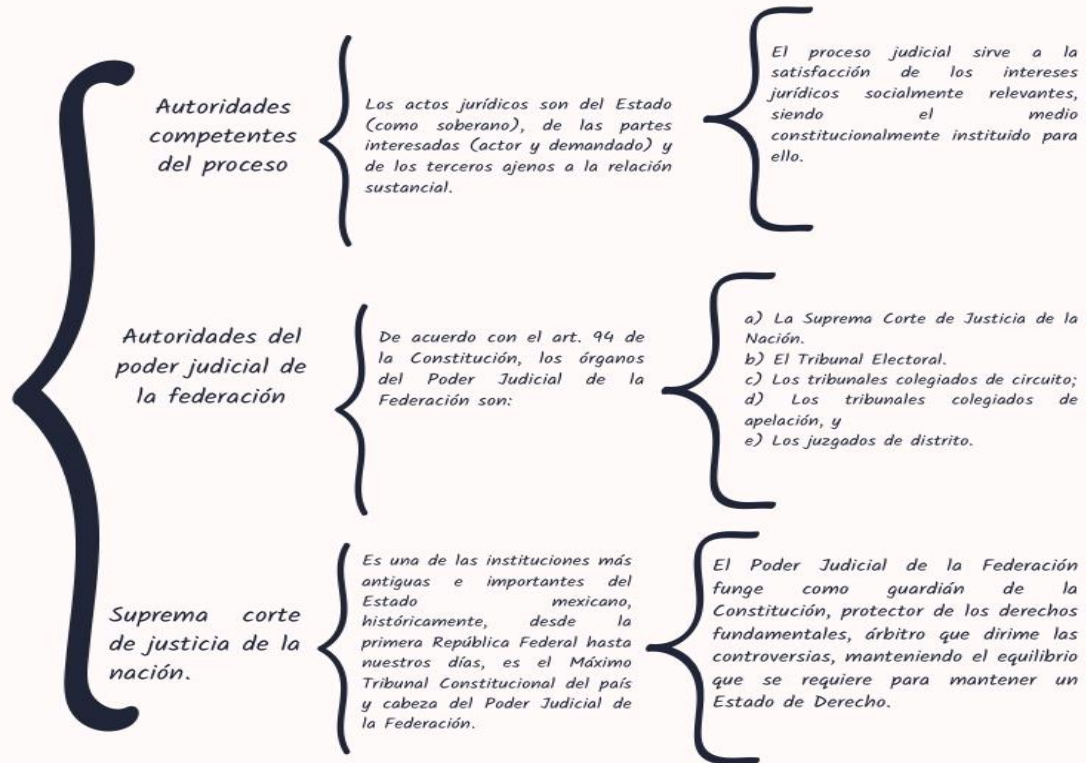 Autoridades
competentes
del proceso
Los actos jurídicos son del Estado
(como soberano), de las partes
interesadas (actor y demandado) y
de los terceros ajenos a la relación
sustancial.
El proceso judicial sirve a la
satisfacción de los intereses
jurídicos socialmente relevantes,
siendo el medio
constitucionalmente instituido para
ello.
Autoridades del
poder judicial de
la federación
De acuerdo con el art. 94 de
la Constitución, los órganos
del Poder Judicial de la
Federación son:
a) La Suprema Corte de Justicia de la
Nación.
b) El Tribunal Electoral.
c) Los tribunales colegiados de circuito;
d) Los tribunales colegiados de
apelación, y
e) Los juzgados de distrito.
Suprema corte
de justicia de la
nación.
Es una de las instituciones más
antiguas e importantes del
Estado mexicano,
históricamente, desde la
primera República Federal hasta
nuestros días, es el Máximo
Tribunal Constitucional del país
y cabeza del Poder Judicial de
la Federación.
El Poder Judicial de la Federación
funge como guardián de la
Constitución, protector de los derechos
fundamentales, árbitro que dirime las
controversias, manteniendo el equilibrio
que se requiere para mantener un
Estado de Derecho.